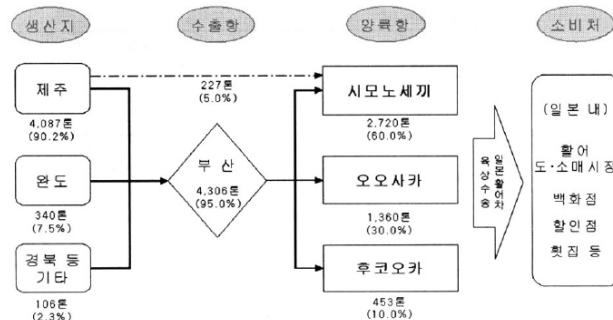 생산지
수출항
양륙항
소비처
제주
4,087톤
(90.2%)
완도
340톤
(7.5%)
경북 등
기타
106톤
(2.3%)
227톤
(5.0%)
부 산
4,306톤
(95.0%)
시모노세끼
2,720톤
(60.0%)
오오사카
1,360톤
(30.0%)
후코오카
453톤
(10.0%)
일본활어차
육상수송
(일본 내)
활어
도·소매시장
백화점
할인점
횟집 등